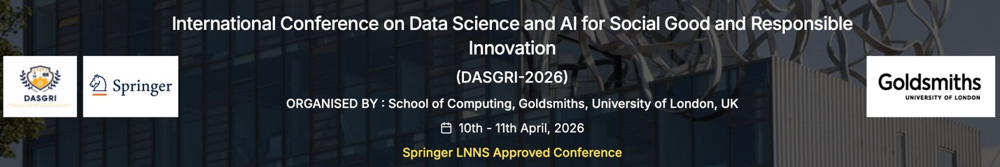 International Conference on Data Science and AI for Social Good and Responsible
Innovation
(DASGRI-2026)
ORGANISED BY : School of Computing, Goldsmiths, University of London, UK
10th - 11th April, 2026
Springer LNNS Approved Conference
DASGRI
Springer
Goldsmiths
UNIVERSITY OF LONDON